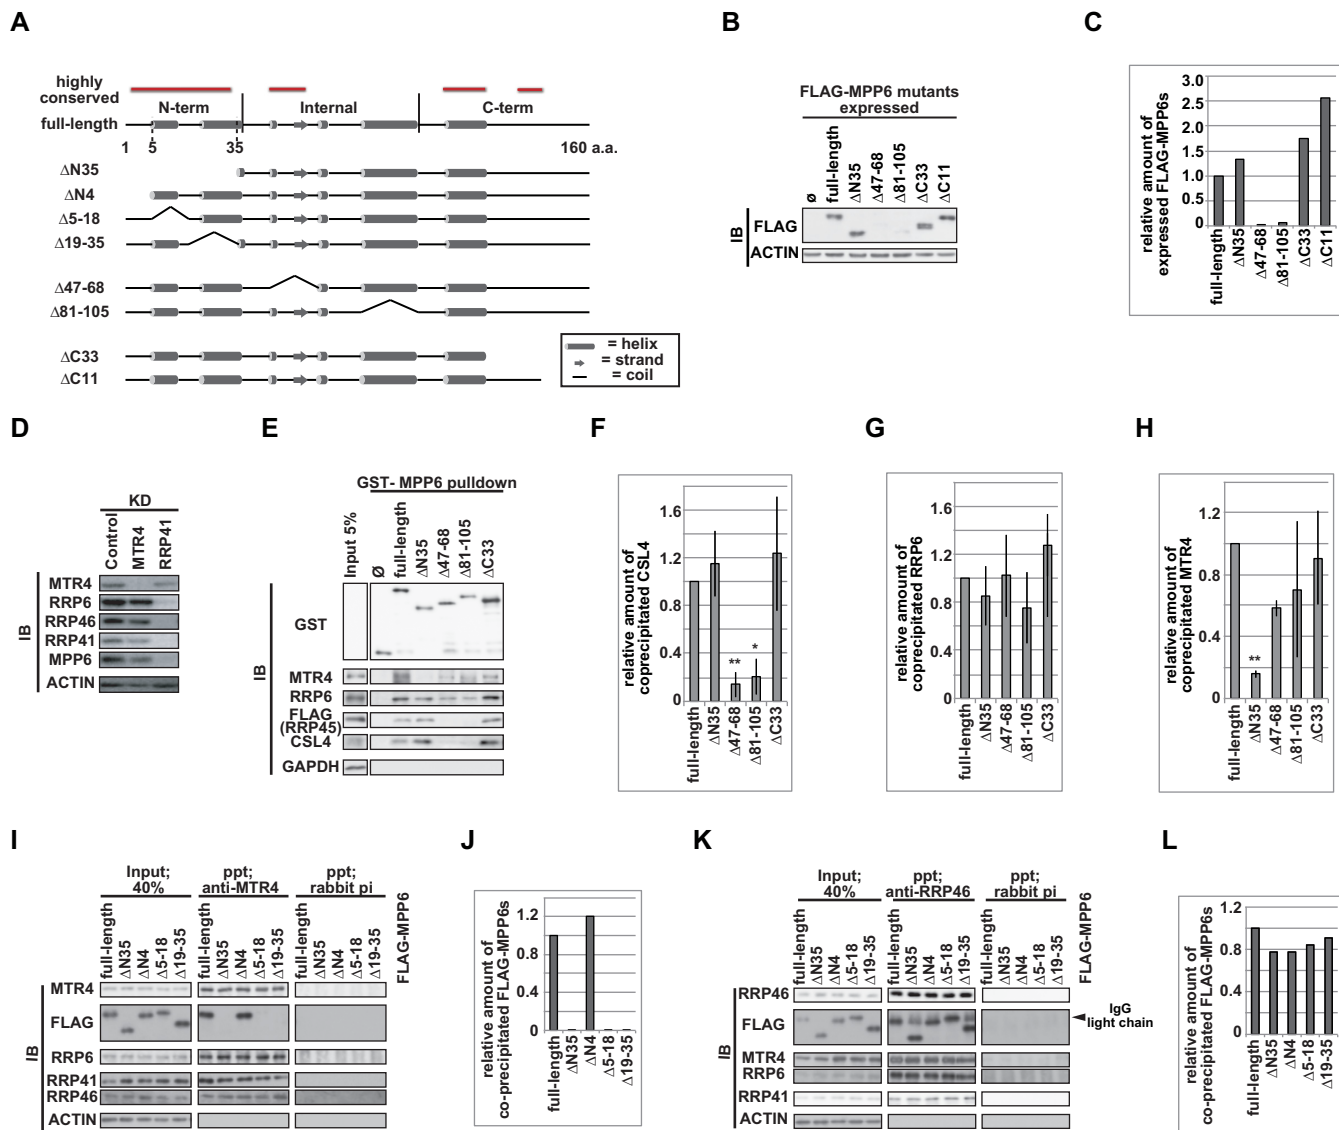 A
highly
conserved
N-term
Internal
C-term
full-length
1
5
35
160 a.a.
ΔN35
ΔN4
Δ5-18
Δ19-35
Δ47-68
Δ81-105
ΔC33
ΔC11
= helix
= strand
= coil
B
FLAG-MPP6 mutants
expressed
ø
full-length
ΔN35
Δ47-68
Δ81-105
ΔC33
ΔC11
IB
FLAG
ACTIN
C
relative amount of
expressed FLAG-MPP6s
3.0
2.5
2.0
1.5
1.0
0.5
0
full-length
ΔN35
Δ47-68
Δ81-105
ΔC33
ΔC11
D
KD
Control
MTR4
RRP41
IB
MTR4
RRP6
RRP46
RRP41
MPP6
ACTIN
E
GST- MPP6 pulldown
Input 5%
Ø
full-length
ΔN35
Δ47-68
Δ81-105
ΔC33
IB
GST
MTR4
RRP6
FLAG
(RRP45)
CSL4
GAPDH
F
relative amount of
coprecipitated CSL4
1.6
1.2
0.8
0.4
0
**
*
full-length
ΔN35
Δ47-68
Δ81-105
ΔC33
G
relative amount of
coprecipitated RRP6
1.6
1.2
0.8
0.4
0
full-length
ΔN35
Δ47-68
Δ81-105
ΔC33
H
relative amount of
coprecipitated MTR4
1.2
0.8
0.4
0
**
full-length
ΔN35
Δ47-68
Δ81-105
ΔC33
I
Input;
40%
ppt;
anti-MTR4
ppt;
rabbit pi
full-length
ΔN35
ΔN4
Δ5-18
Δ19-35
full-length
ΔN35
ΔN4
Δ5-18
Δ19-35
full-length
ΔN35
ΔN4
Δ5-18
Δ19-35
FLAG-MPP6
IB
MTR4
FLAG
RRP6
RRP41
RRP46
ACTIN
J
relative amount of
co-precipitated FLAG-MPP6s
1.2
0.8
0.4
0
full-length
ΔN35
ΔN4
Δ5-18
Δ19-35
K
Input;
40%
ppt;
anti-RRP46
ppt;
rabbit pi
full-length
ΔN35
ΔN4
Δ5-18
Δ19-35
full-length
ΔN35
ΔN4
Δ5-18
Δ19-35
full-length
ΔN35
ΔN4
Δ5-18
Δ19-35
FLAG-MPP6
IB
RRP46
FLAG
MTR4
RRP6
RRP41
ACTIN
IgG
light chain
L
relative amount of
co-precipitated FLAG-MPP6s
1.2
0.8
0.4
0
full-length
ΔN35
ΔN4
Δ5-18
Δ19-35